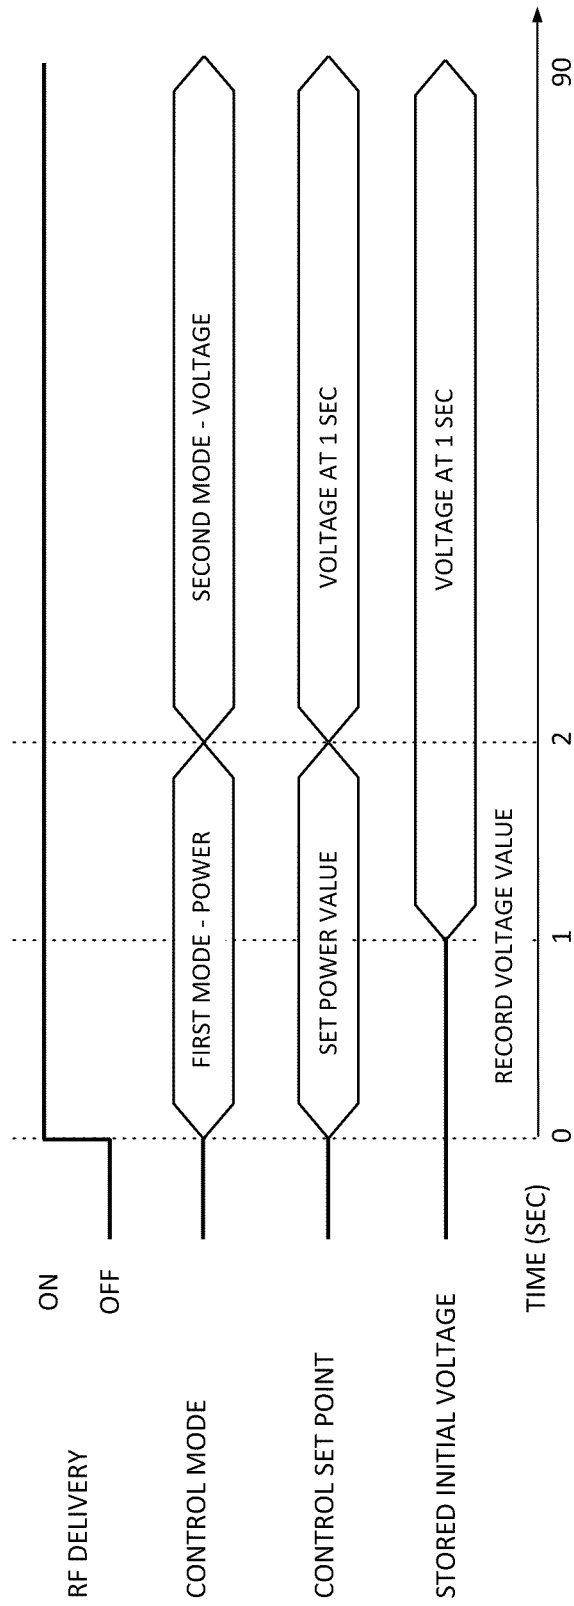 RF DELIVERY
ON
OFF
CONTROL MODE
FIRST MODE - POWER
SECOND MODE - VOLTAGE
CONTROL SET POINT
SET POWER VALUE
VOLTAGE AT 1 SEC
STORED INITIAL VOLTAGE
VOLTAGE AT 1 SEC
RECORD VOLTAGE VALUE
TIME (SEC)
0
1
2
90